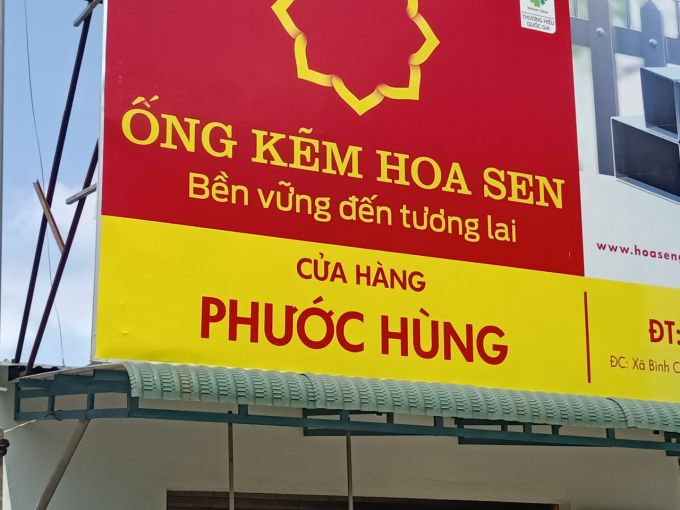 THƯƠNG HIỆU
QUỐC GIA
ỐNG KẼM HOA SEN
Bền vững đến tương lai
www.hoaseng
CỬA HÀNG
PHƯỚC HÙNG
ĐT:
ĐC: Xã Bình C